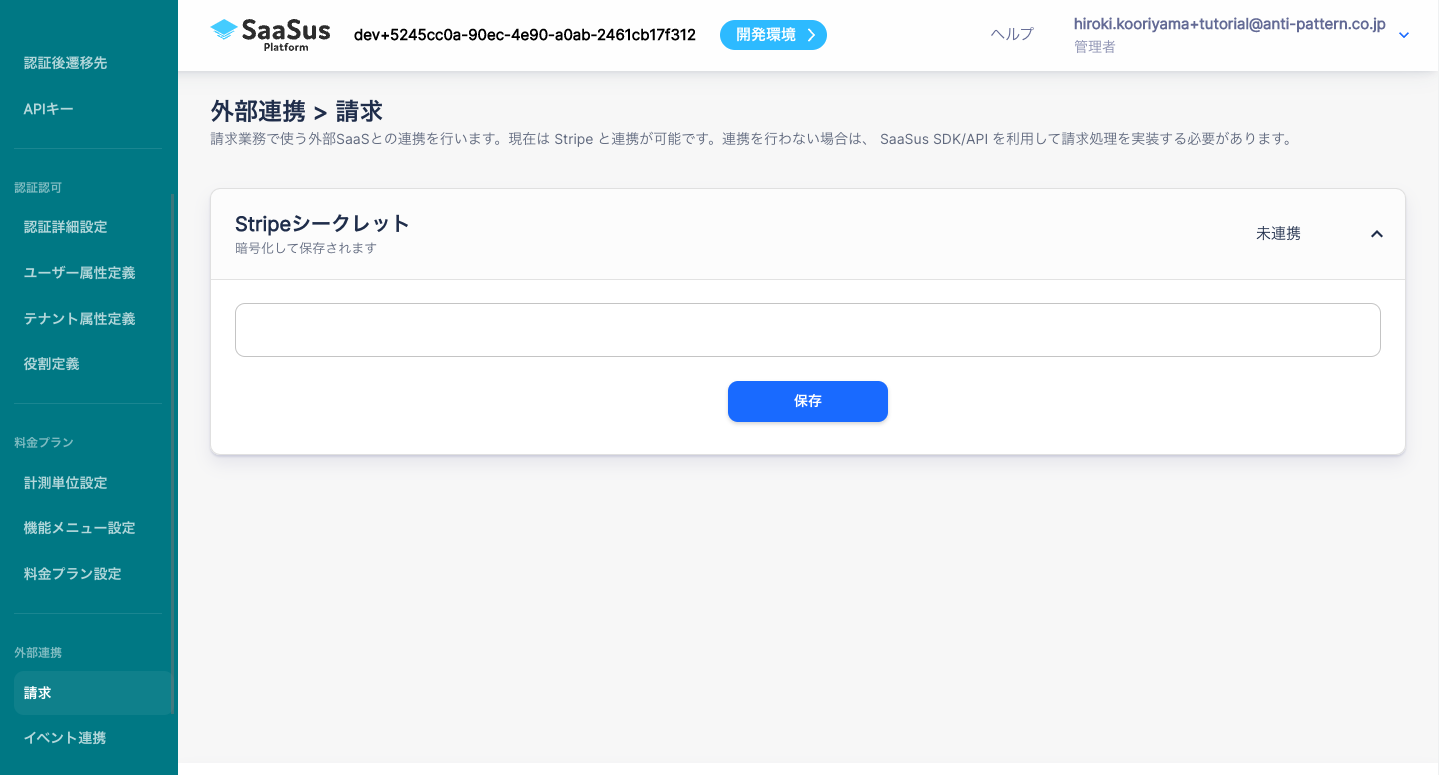 認証後遷移先
APIキー
認証認可
認証詳細設定
ユーザー属性定義
テナント属性定義
役割定義
料金プラン
計測単位設定
機能メニュー設定
料金プラン設定
外部連携
請求
イベント連携
SaaSus
Platform
dev+5245cc0a-90ec-4e90-a0ab-2461cb17f312
開発環境
ヘルプ
hiroki.kooriyama+tutorial@anti-pattern.co.jp
管理者
外部連携 > 請求
請求業務で使う外部SaaSとの連携を行います。現在は Stripe と連携が可能です。連携を行わない場合は、 SaaSus SDK/API を利用して請求処理を実装する必要があります。
Stripeシークレット
暗号化して保存されます
未連携
保存